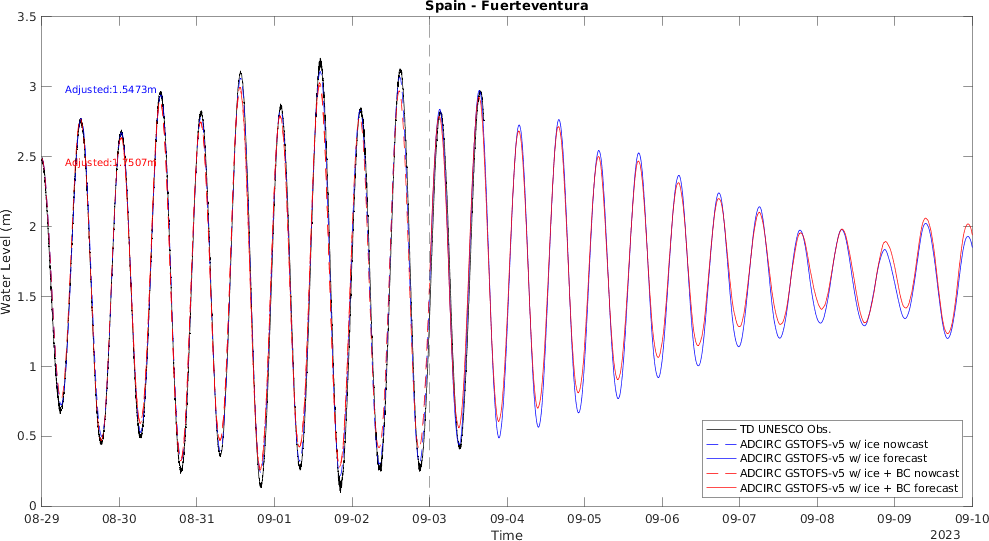 Spain - Fuerteventura
3.5
3
2.5
2
1.5
1
0.5
0
Water Level (m)
Adjusted:1.5473m
Adjusted:1.7507m
TD UNESCO Obs.
ADCIRC GSTOFS-v5 w/ ice nowcast
ADCIRC GSTOFS-v5 w/ ice forecast
ADCIRC GSTOFS-v5 w/ ice + BC nowcast
ADCIRC GSTOFS-v5 w/ ice + BC forecast
08-29 08-30 08-31 09-01 09-02 09-03 09-04 09-05 09-06 09-07 09-08 09-09 09-10
Time
2023